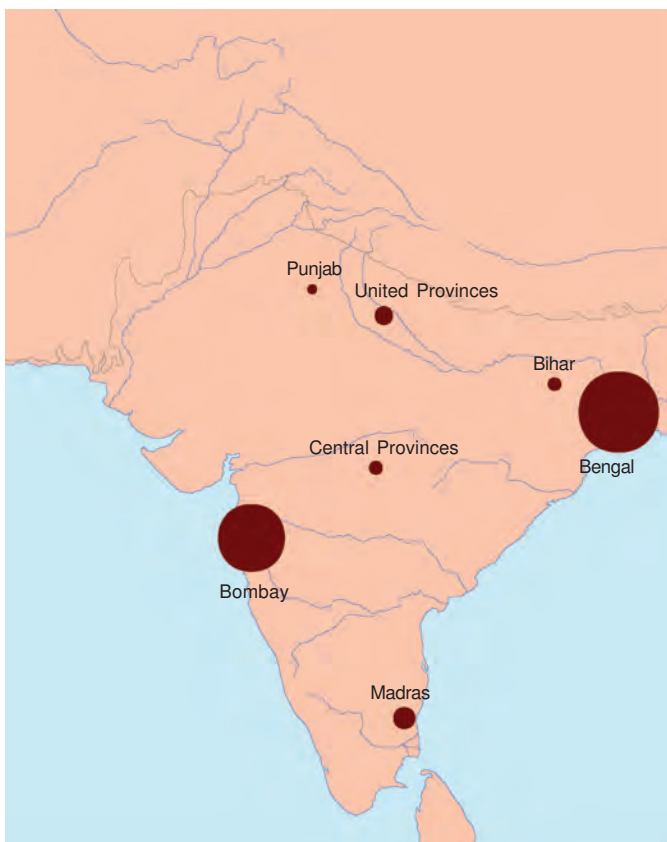 Punjab
United Provinces
Bihar
Central Provinces
Bengal
Bombay
Madras